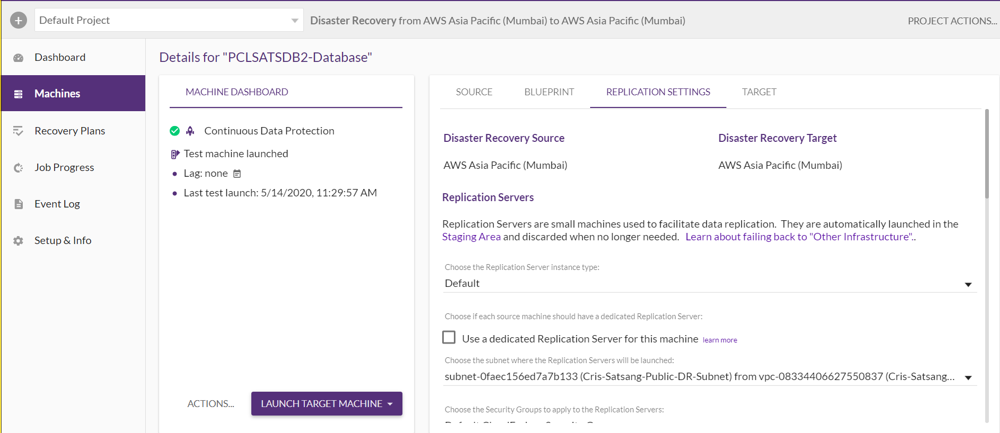 Default Project
Disaster Recovery from AWS Asia Pacific (Mumbai) to AWS Asia Pacific (Mumbai)
PROJECT ACTIONS...
Dashboard
Machines
Recovery Plans
Job Progress
Event Log
Setup & Info
Details for "PCLSATSDB2-Database"
MACHINE DASHBOARD
Continuous Data Protection
Test machine launched
Lag: none
Last test launch: 5/14/2020, 11:29:57 AM
ACTIONS...
LAUNCH TARGET MACHINE
SOURCE
BLUEPRINT
REPLICATION SETTINGS
TARGET
Disaster Recovery Source
Disaster Recovery Target
AWS Asia Pacific (Mumbai)
AWS Asia Pacific (Mumbai)
Replication Servers
Replication Servers are small machines used to facilitate data replication. They are automatically launched in the
Staging Area and discarded when no longer needed. Learn about failing back to "Other Infrastructure"..
Choose the Replication Server instance type:
Default
Choose if each source machine should have a dedicated Replication Server:
Use a dedicated Replication Server for this machine learn more
Choose the subnet where the Replication Servers will be launched:
subnet-0faec156ed7a7b133 (Cris-Satsang-Public-DR-Subnet) from vpc-08334406627550837 (Cris-Satsang...
Choose the Security Groups to apply to the Replication Servers: